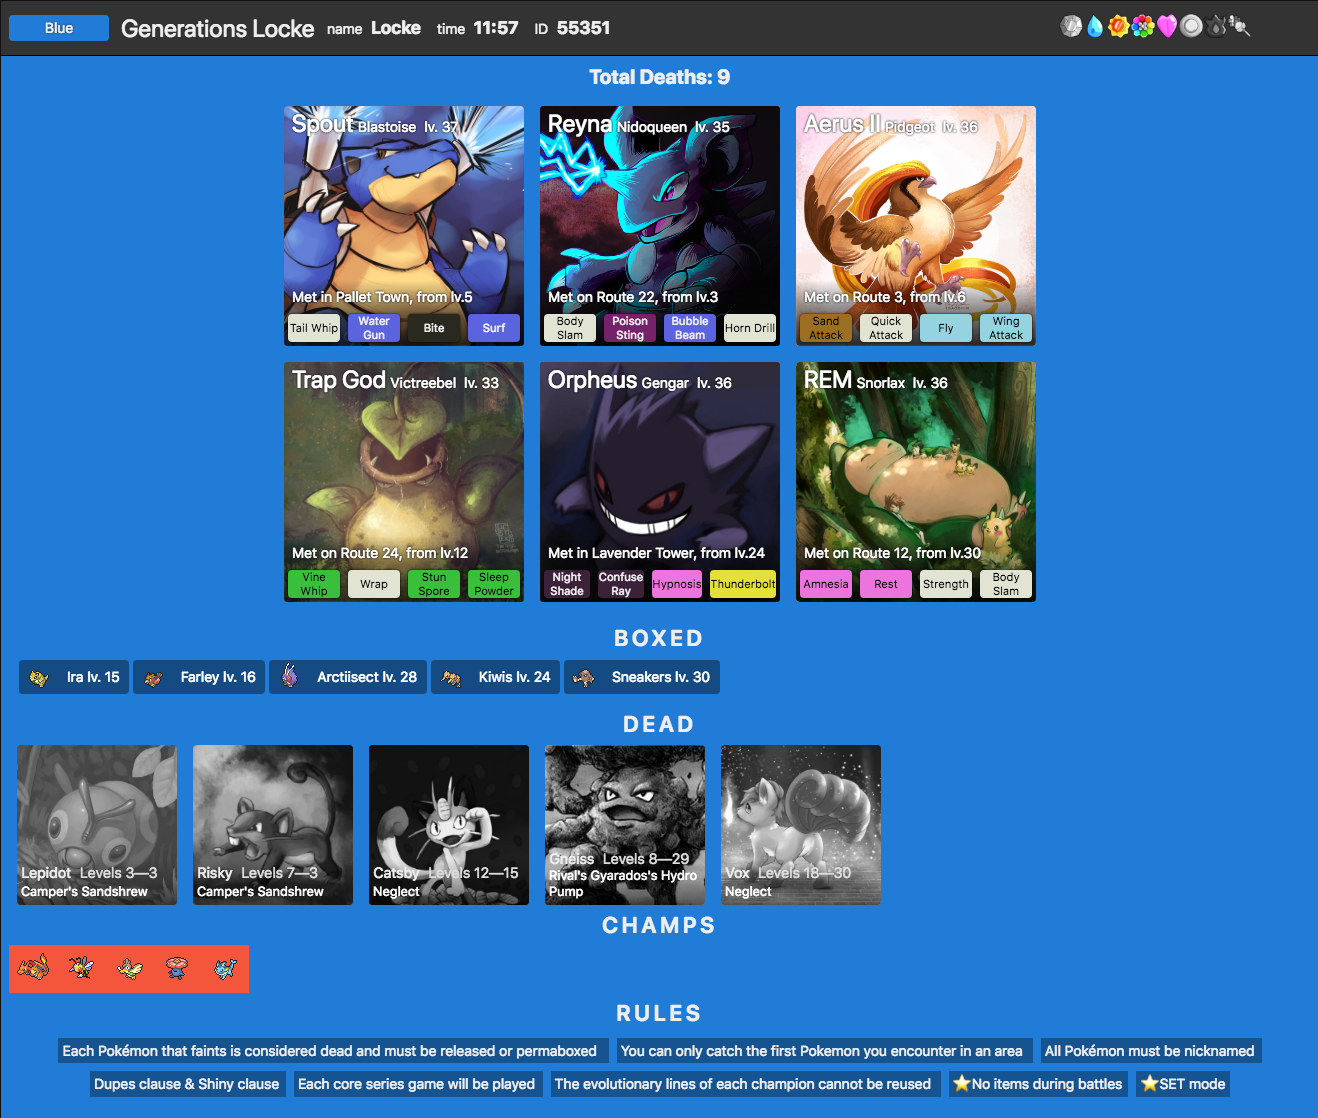 Blue Generations Locke name Locke time 11:57 ID 55351
Total Deaths: 9
Spout Blastoise lv. 37
Met in Pallet Town, from lv.5
Tail Whip
Water Gun
Bite
Surf
Reyna Nidoqueen lv. 35
Met on Route 22, from lv.3
Body Slam
Poison Sting
Bubble Beam
Horn Drill
Aerus II Pidgeot lv. 36
Met on Route 3, from lv.6
Sand Attack
Quick Attack
Fly
Wing Attack
Trap God Victreebel lv. 33
Met on Route 24, from lv.12
Vine Whip
Wrap
Stun Spore
Sleep Powder
Orpheus Gengar lv. 36
Met in Lavender Tower, from lv.24
Night Shade
Confuse Ray
Hypnosis
Thunderbolt
REM Snorlax lv. 36
Met on Route 12, from lv.30
Amnesia
Rest
Strength
Body Slam
BOXED
Ira lv. 15
Farley lv. 16
Arctiisect lv. 28
Kiwis lv. 24
Sneakers lv. 30
DEAD
Lepidot Levels 3—3
Camper's Sandshrew
Risky Levels 7—3
Camper's Sandshrew
Catsby Levels 12—15
Neglect
Gneiss Levels 8—29
Rival's Gyarados's Hydro
Pump
Vox Levels 18—30
Neglect
CHAMPS
RULES
Each Pokémon that faints is considered dead and must be released or permaboxed
You can only catch the first Pokemon you encounter in an area
All Pokémon must be nicknamed
Dupes clause & Shiny clause
Each core series game will be played
The evolutionary lines of each champion cannot be reused
⭐No items during battles
⭐SET mode